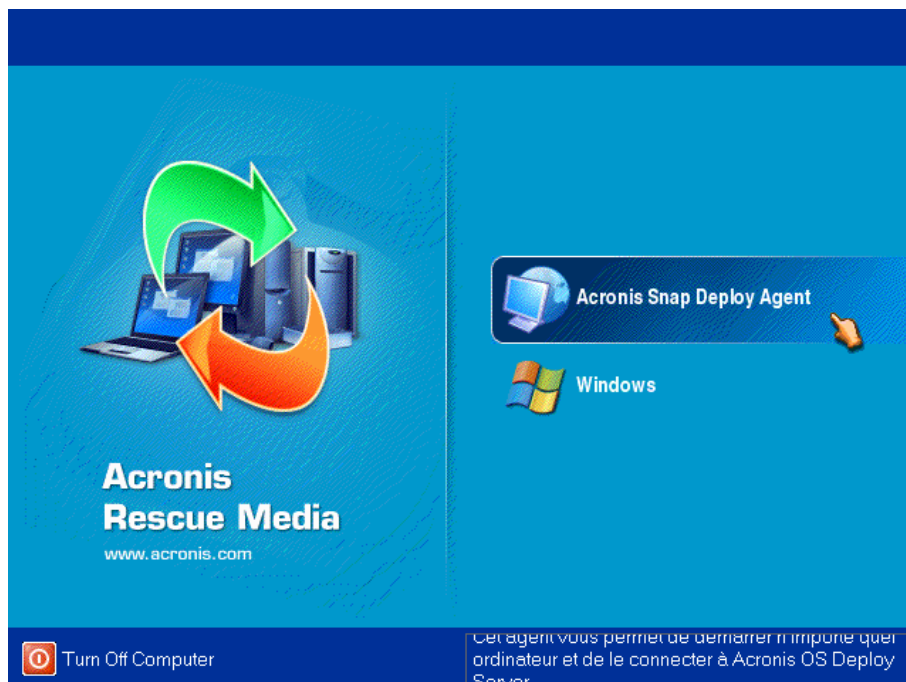 Acronis Snap Deploy Agent
Windows
Acronis
Rescue Media
www.acronis.com
Turn Off Computer
Cet agent vous permet de démarrer n'importe quel
ordinateur et de le connecter à Acronis OS Deploy
Server